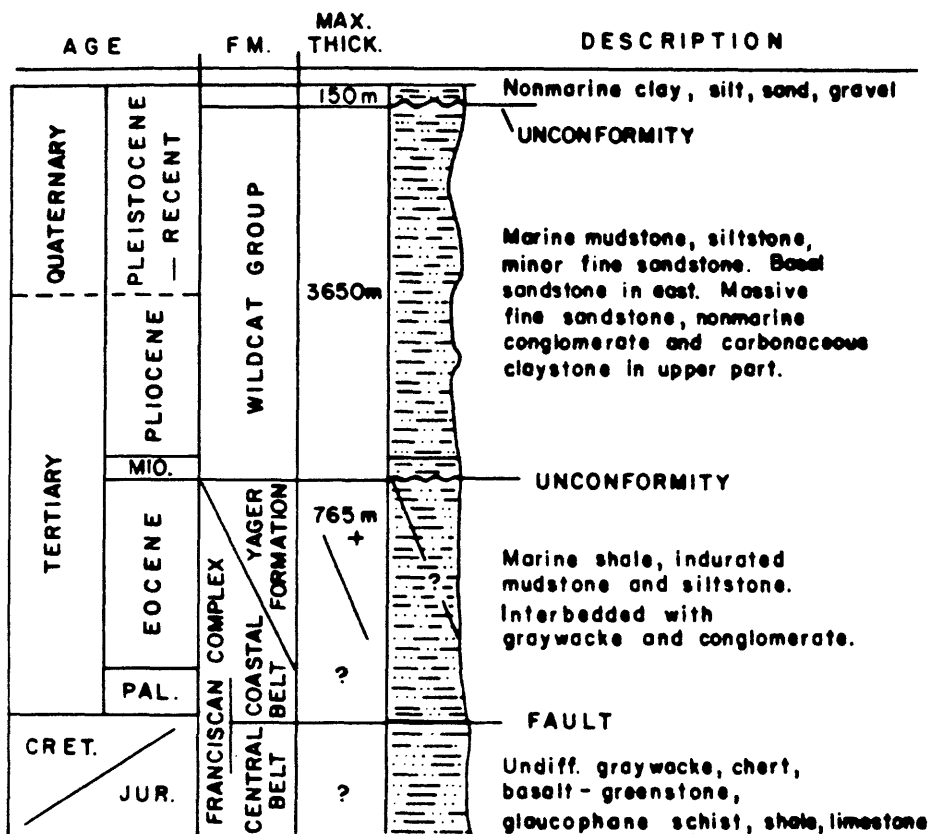 AGE FM. MAX. THICK. DESCRIPTION
150m
Nonmarine clay, silt, sand, gravel
UNCONFORMITY
QUATERNARY
PLEISTOCENE
— RECENT
WILDCAT GROUP
3650m
Marine mudstone, siltstone,
minor fine sandstone. Basal
sandstone in east. Massive
fine sandstone, nonmarine
conglomerate and carbonaceous
claystone in upper part.
TERTIARY
PLIOCENE
MIO.
UNCONFORMITY
EOCENE
YAGER
FORMATION
765 m
+
?
Marine shale, indurated
mudstone and siltstone.
Interbedded with
graywacke and conglomerate.
PAL.
FRANCISCAN COMPLEX
COASTAL
BELT
?
FAULT
CRET.
JUR.
CENTRAL
BELT
?
Undiff. graywacke, chert,
basalt - greenstone,
glaucophane schist, shale, limestone